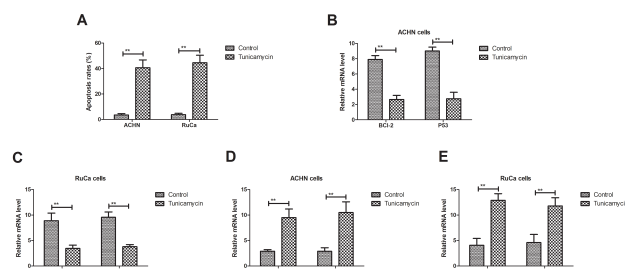 A
Apoptosis rates (%)
60
40
20
0
**
**
ACHN
RuCa
Control
Tunicamycin
B
ACHN cells
Relative mRNA level
10
8
6
4
2
0
**
**
BCl-2
P53
Control
Tunicamycin
C
RuCa cells
Relative mRNA level
15
10
5
0
**
**
Control
Tunicamycin
D
ACHN cells
Relative mRNA level
15
10
5
0
**
**
Control
Tunicamycin
E
RuCa cells
Relative mRNA level
15
10
5
0
**
**
Control
Tunicamyci